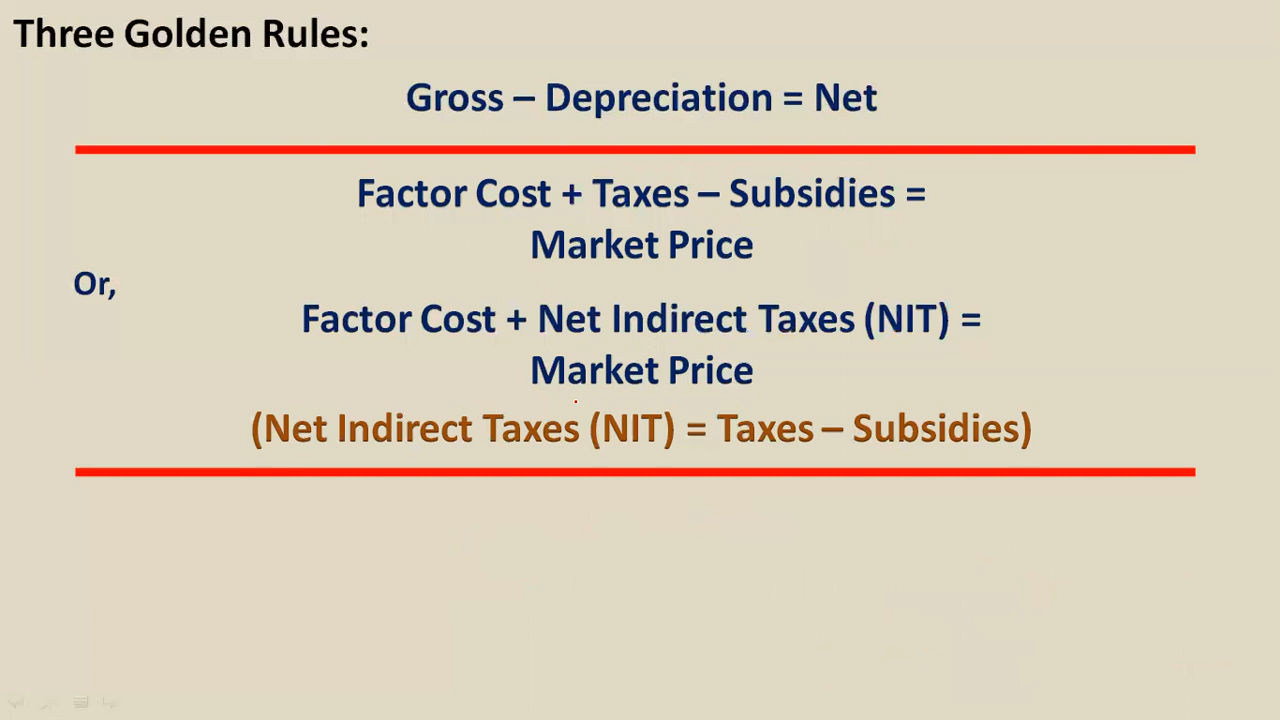 Three Golden Rules:
Gross – Depreciation = Net
Factor Cost + Taxes – Subsidies =
Market Price
Or,
Factor Cost + Net Indirect Taxes (NIT) =
Market Price
(Net Indirect Taxes (NIT) = Taxes – Subsidies)